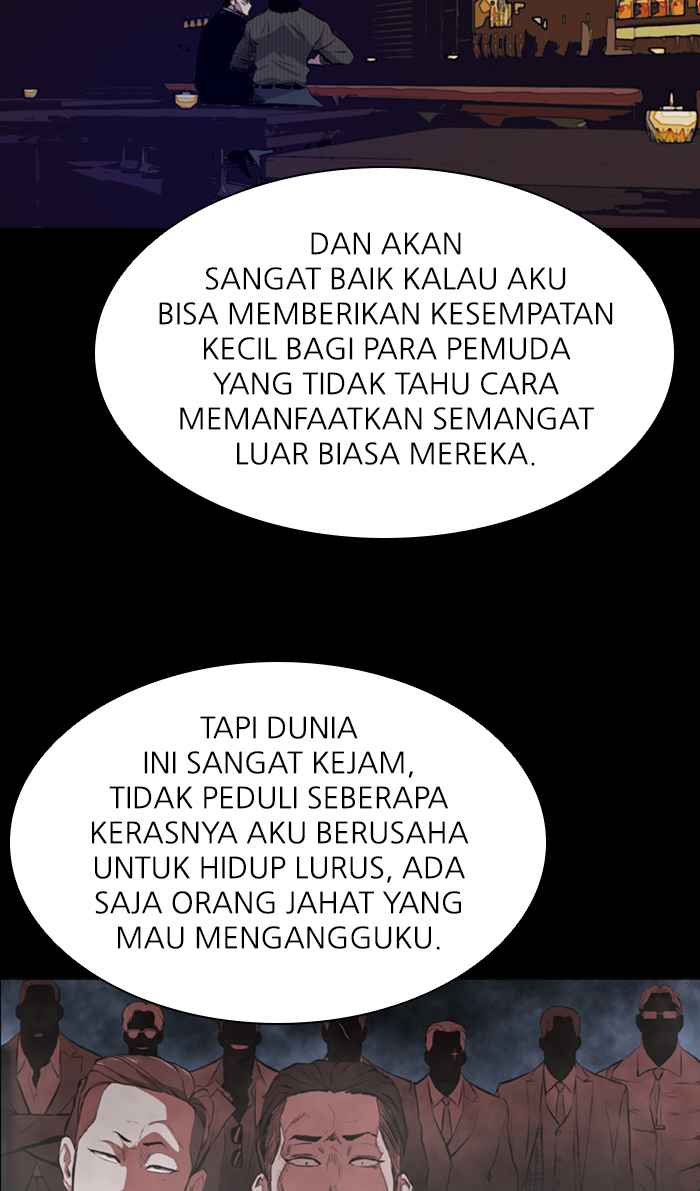 DAN AKAN
SANGAT BAIK KALAU AKU
BISA MEMBERIKAN KESEMPATAN
KECIL BAGI PARA PEMUDA
YANG TIDAK TAHU CARA
MEMANFAATKAN SEMANGAT
LUAR BIASA MEREKA.
TAPI DUNIA
INI SANGAT KEJAM,
TIDAK PEDULI SEBERAPA
KERASNYA AKU BERUSAHA
UNTUK HIDUP LURUS, ADA
SAJA ORANG JAHAT YANG
MAU MENGANGGUKU.